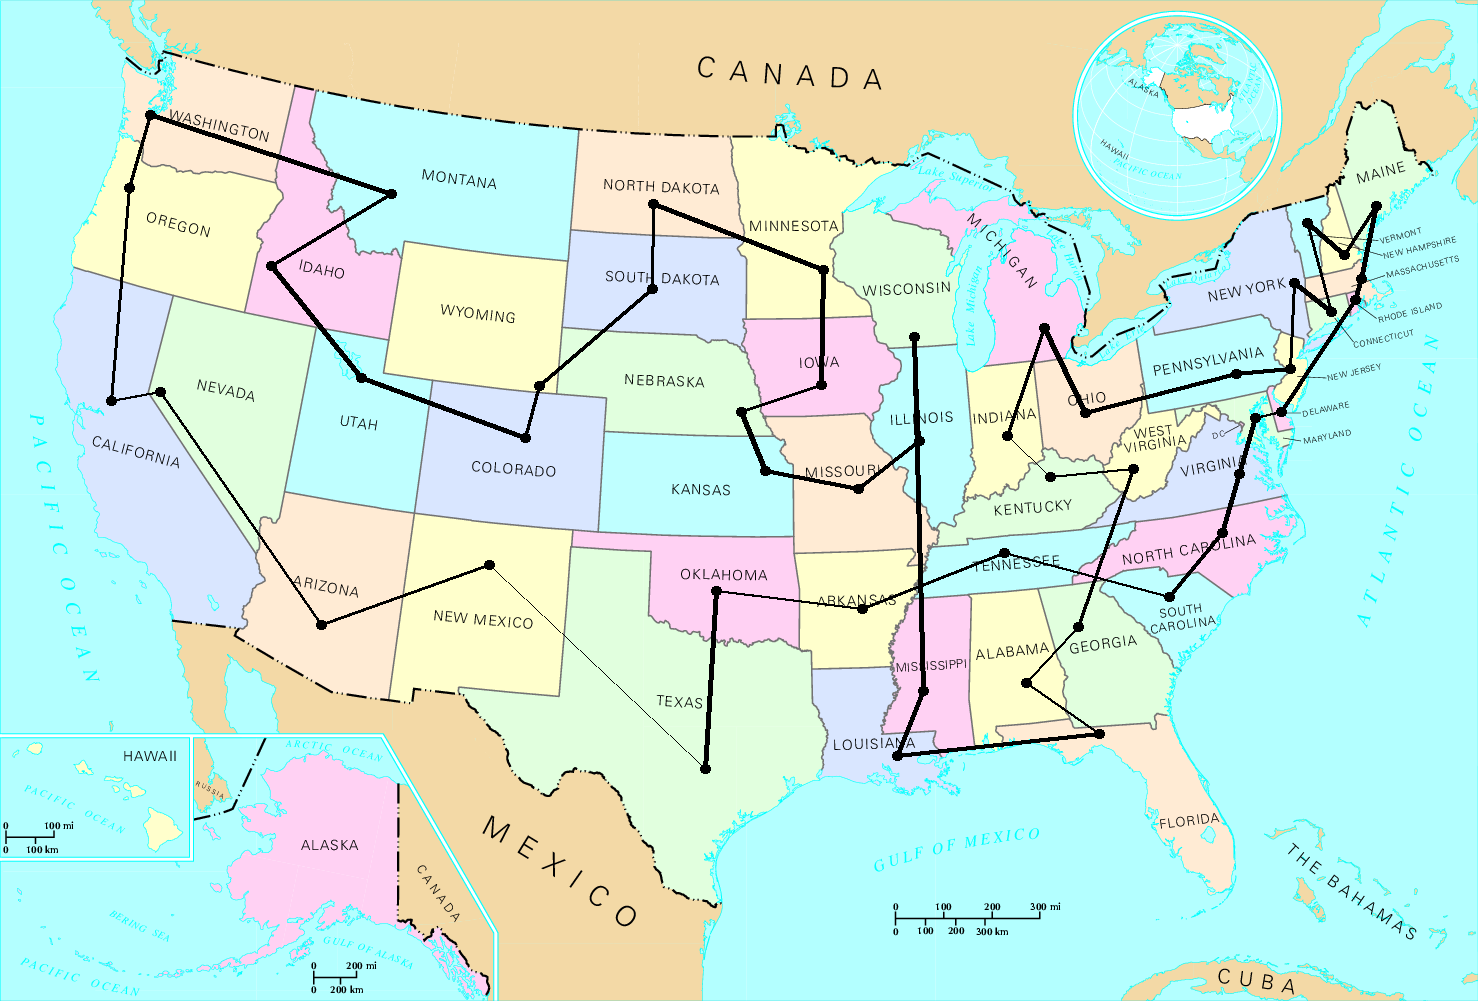 CANADA
ALASKA
ATLANTIC
OCEAN
HAWAII
PACIFIC OCEAN
WASHINGTON
MONTANA
NORTH DAKOTA
MINNESOTA
Lake Superior
MICHIGAN
MAINE
OREGON
IDAHO
SOUTH DAKOTA
WISCONSIN
Lake Michigan
Lake Huron
VERMONT
NEW HAMPSHIRE
MASSACHUSETTS
NEW YORK
RHODE ISLAND
CONNECTICUT
WYOMING
IOWA
PENNSYLVANIA
NEW JERSEY
NEVADA
NEBRASKA
UTAH
ILLINOIS
INDIANA
OHIO
DELAWARE
MARYLAND
DC
CALIFORNIA
COLORADO
KANSAS
MISSOURI
WEST
VIRGINIA
VIRGINIA
KENTUCKY
PACIFIC OCEAN
ATLANTIC OCEAN
ARIZONA
NEW MEXICO
OKLAHOMA
ARKANSAS
TENNESSEE
NORTH CAROLINA
SOUTH
CAROLINA
TEXAS
MISSISSIPPI
ALABAMA
GEORGIA
LOUISIANA
FLORIDA
GULF OF MEXICO
MEXICO
THE BAHAMAS
CUBA
0 100 200 300 mi
0 100 200 300 km
HAWAII
PACIFIC OCEAN
0 100 mi
0 100 km
ARCTIC OCEAN
RUSSIA
ALASKA
CANADA
BERING SEA
GULF OF ALASKA
PACIFIC OCEAN
0 200 mi
0 200 km